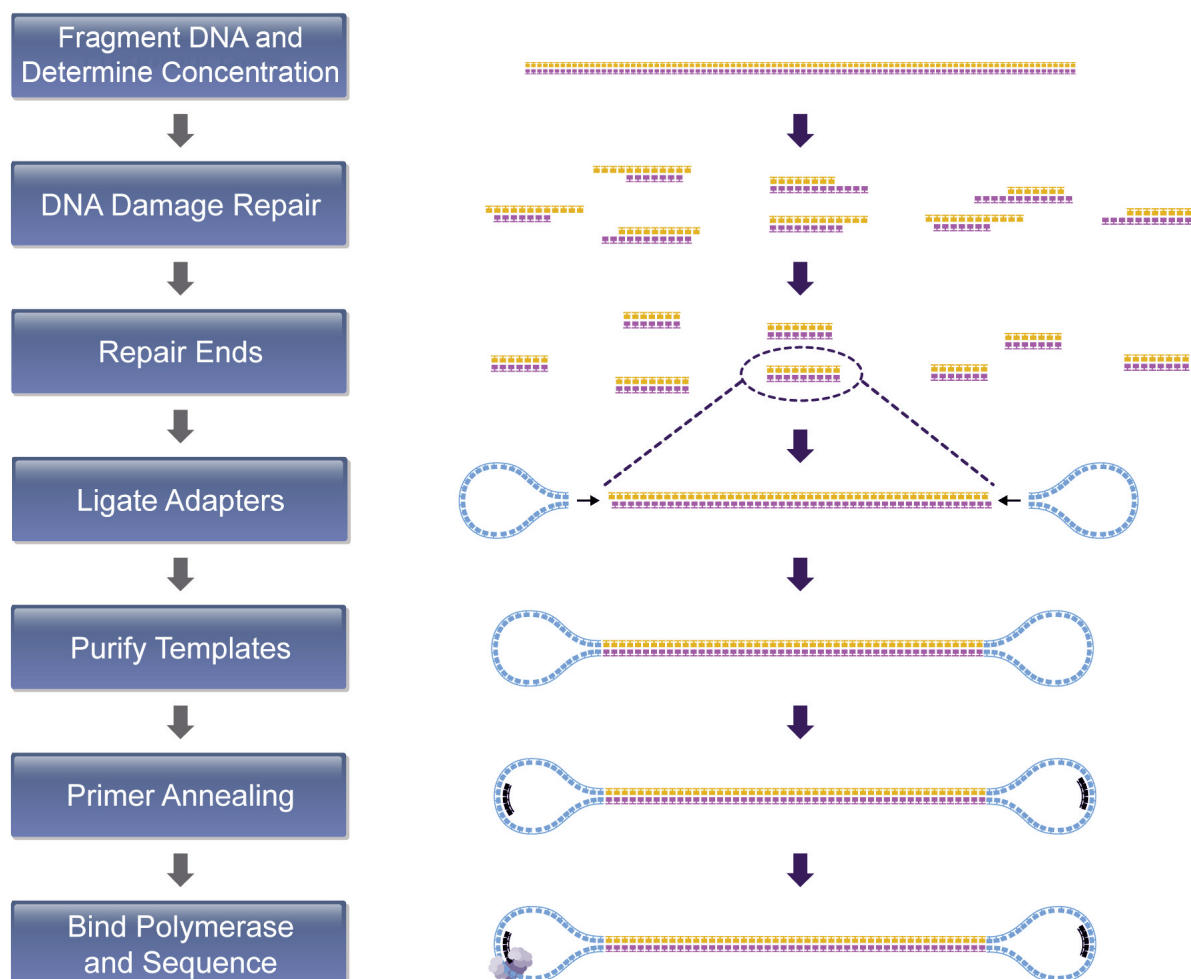 Fragment DNA and
Determine Concentration
DNA Damage Repair
Repair Ends
Ligate Adapters
Purify Templates
Primer Annealing
Bind Polymerase
and Sequence